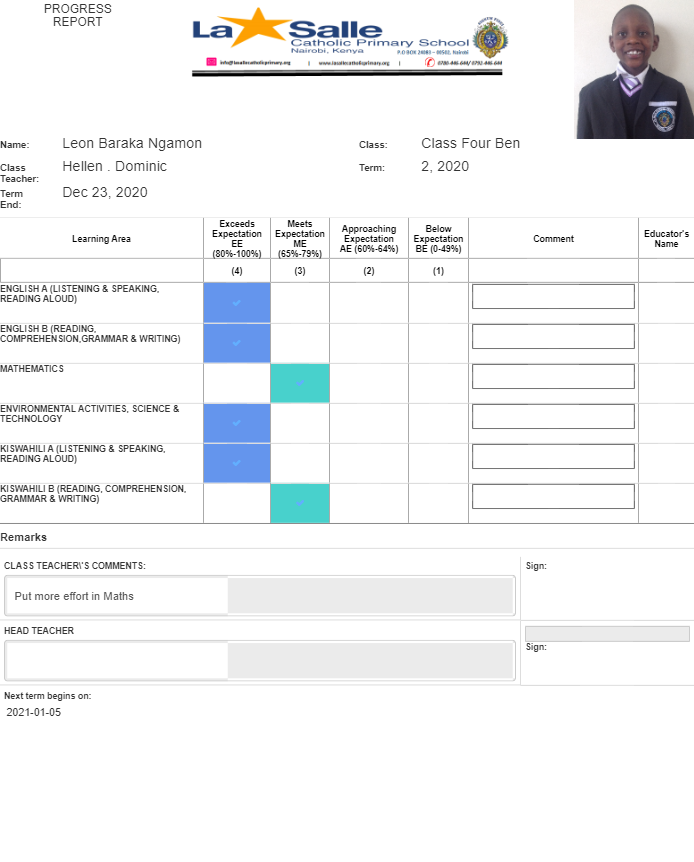 PROGRESS
REPORT
La Salle
Catholic Primary School
Nairobi, Kenya
P.O BOX 24083 – 00502, Nairobi
info@lasallecatholicprimary.org | www.lasallecatholicprimary.org | 0780-446-644/ 0792-446-644
Name: Leon Baraka Ngamon Class: Class Four Ben
Class Teacher: Hellen . Dominic Term: 2, 2020
Term End: Dec 23, 2020
Learning Area
Exceeds Expectation EE (80%-100%)
Meets Expectation ME (65%-79%)
Approaching Expectation AE (60%-64%)
Below Expectation BE (0-49%)
Comment
Educator's Name
(4) (3) (2) (1)
ENGLISH A (LISTENING & SPEAKING,
READING ALOUD)
ENGLISH B (READING,
COMPREHENSION,GRAMMAR & WRITING)
MATHEMATICS
ENVIRONMENTAL ACTIVITIES, SCIENCE &
TECHNOLOGY
KISWAHILI A (LISTENING & SPEAKING,
READING ALOUD)
KISWAHILI B (READING, COMPREHENSION,
GRAMMAR & WRITING)
Remarks
CLASS TEACHER\'S COMMENTS: Sign:
Put more effort in Maths
HEAD TEACHER
Sign:
Next term begins on:
2021-01-05